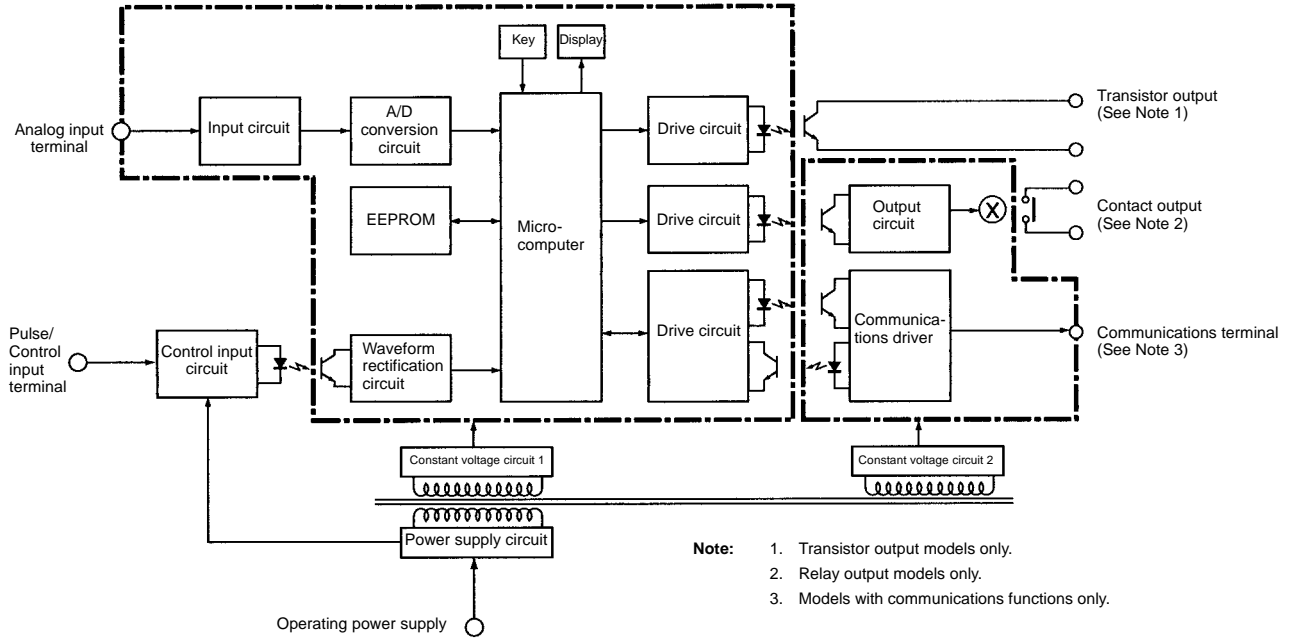 Key
Display
Analog input
terminal
Input circuit
A/D
conversion
circuit
Drive circuit
Transistor output
(See Note 1)
EEPROM
Micro-
computer
Drive circuit
Output
circuit
X
Contact output
(See Note 2)
Pulse/
Control
input
terminal
Control input
circuit
Waveform
rectification
circuit
Drive circuit
Communica-
tions driver
Communications terminal
(See Note 3)
Constant voltage circuit 1
Constant voltage circuit 2
Power supply circuit
Operating power supply
Note: 1. Transistor output models only.
2. Relay output models only.
3. Models with communications functions only.